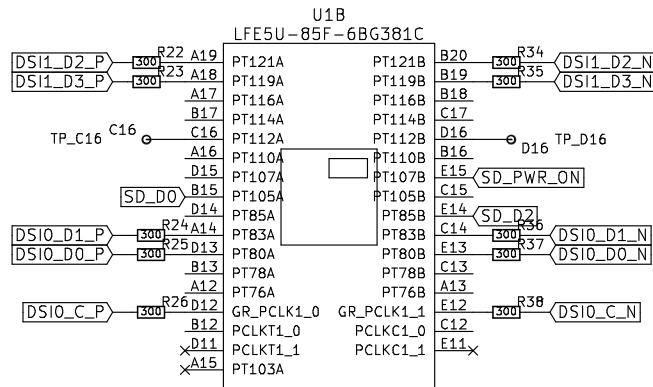 U1B
LFE5U-85F-6BG381C
DSI1_D2_P 300 R22 A19 PT121A PT121B B20 300 R34 DSI1_D2_N
DSI1_D3_P 300 R23 A18 PT119A PT119B B19 300 R35 DSI1_D3_N
A17 PT116A PT116B B18
B17 PT114A PT114B C17
TP_C16 C16 C16 PT112A PT112B D16 D16 TP_D16
A16 PT110A PT110B B16
D15 PT107A PT107B E15 SD_PWR_ON
SD_D0 B15 PT105A PT105B C15
D14 PT85A PT85B E14 SD_D2
DSI0_D1_P 300 R24 A14 PT83A PT83B C14 300 R36 DSI0_D1_N
DSI0_D0_P 300 R25 D13 PT80A PT80B E13 300 R37 DSI0_D0_N
B13 PT78A PT78B C13
A12 PT76A PT76B A13
DSI0_C_P 300 R26 D12 GR_PCLK1_0 GR_PCLK1_1 E12 300 R38 DSI0_C_N
B12 PCLKT1_0 PCLKC1_0 C12
D11 PCLKT1_1 PCLKC1_1 E11
A15 PT103A